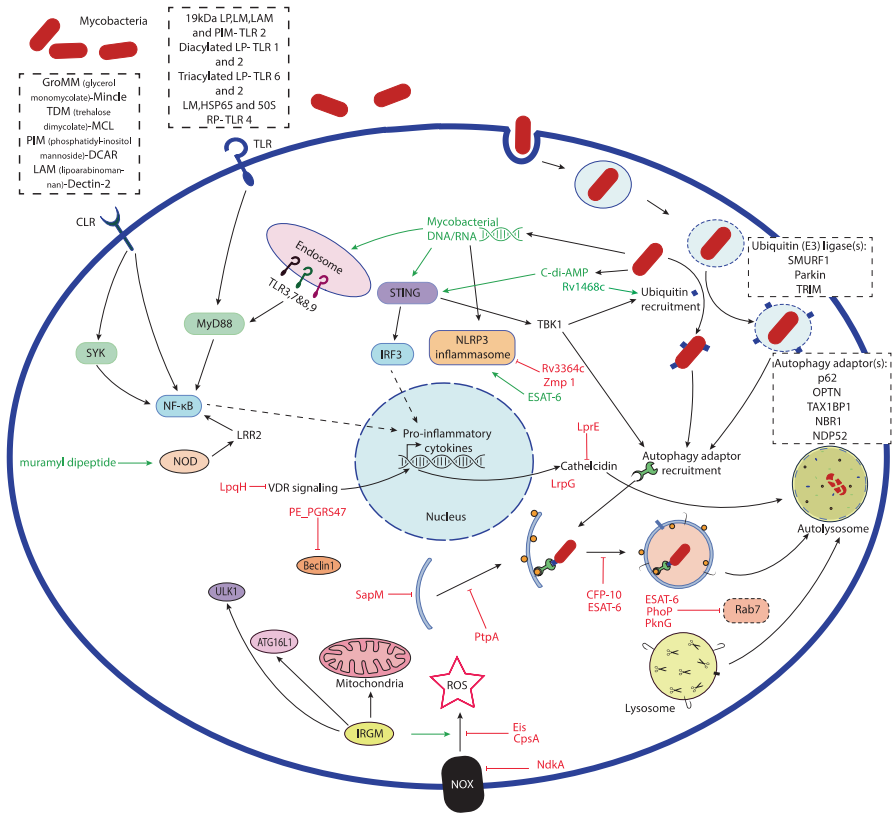 Mycobacteria
19kDa LP,LM,LAM
and PIM- TLR 2
Diacylated LP- TLR 1
and 2
Triacylated LP- TLR 6
and 2
LM,HSP65 and 50S
RP- TLR 4
GroMM (glycerol
monomycolate)-Mincle
TDM (trehalose
dimycolate)-MCL
PIM (phosphatidyl-inositol
mannoside)-DCAR
LAM (lipoarabinoman-
nan)-Dectin-2
TLR
CLR
Endosome
TLR3,7&8,9
Mycobacterial
DNA/RNA
C-di-AMP
Rv1468c
Ubiquitin
recruitment
Ubiquitin (E3) ligase(s):
SMURF1
Parkin
TRIM
STING
TBK1
MyD88
SYK
IRF3
NLRP3
inflammasome
Rv3364c
Zmp 1
ESAT-6
Autophagy adaptor(s):
p62
OPTN
TAX1BP1
NBR1
NDP52
NF-κB
LRR2
NOD
muramyl dipeptide
Pro-inflammatory
cytokines
Nucleus
LprE
Cathelcidin
LrpG
Autophagy adaptor
recruitment
Autolysosome
LpqH
VDR signaling
PE_PGRS47
Beclin1
SapM
PtpA
CFP-10
ESAT-6
ESAT-6
PhoP
PknG
Rab7
ULK1
ATG16L1
Mitochondria
ROS
Lysosome
IRGM
Eis
CpsA
NOX
NdkA